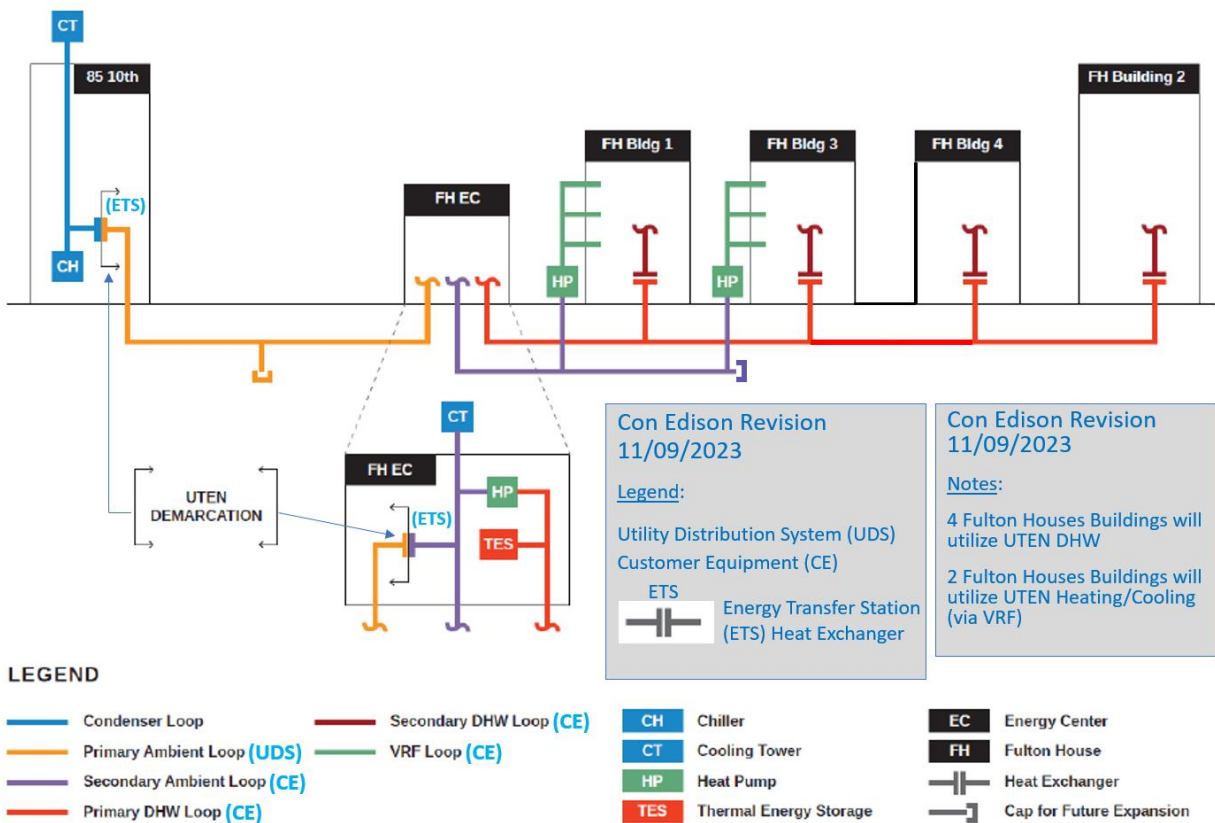 CT
85 10th
FH Building 2
FH Bldg 1
FH Bldg 3
FH Bldg 4
(ETS)
FH EC
CH
HP
HP
CT
FH EC
HP
(ETS)
TES
UTEN
DEMARCATION
Con Edison Revision
11/09/2023
Legend:
Utility Distribution System (UDS)
Customer Equipment (CE)
ETS
Energy Transfer Station
(ETS) Heat Exchanger
Con Edison Revision
11/09/2023
Notes:
4 Fulton Houses Buildings will
utilize UTEN DHW
2 Fulton Houses Buildings will
utilize UTEN Heating/Cooling
(via VRF)
LEGEND
Condenser Loop
Primary Ambient Loop (UDS)
Secondary Ambient Loop (CE)
Primary DHW Loop (CE)
Secondary DHW Loop (CE)
VRF Loop (CE)
CH Chiller
CT Cooling Tower
HP Heat Pump
TES Thermal Energy Storage
EC Energy Center
FH Fulton House
Heat Exchanger
Cap for Future Expansion